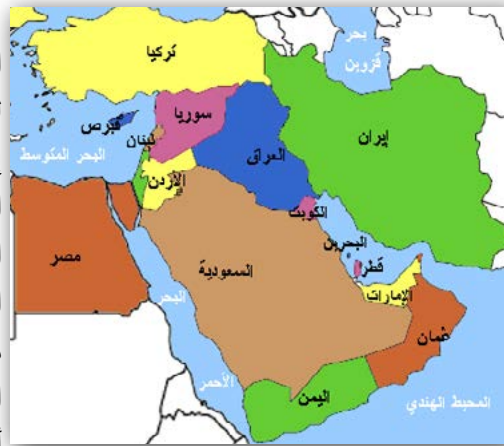 بحر
قزوين
تركيا
سوريا
قبرص
لبنان
البحر المتوسط
العراق
إيران
الأردن
الكويت
البحرين
قطر
مصر
السعودية
الإمارات
البحر
عمان
الأحمر
اليمن
المحيط الهندي